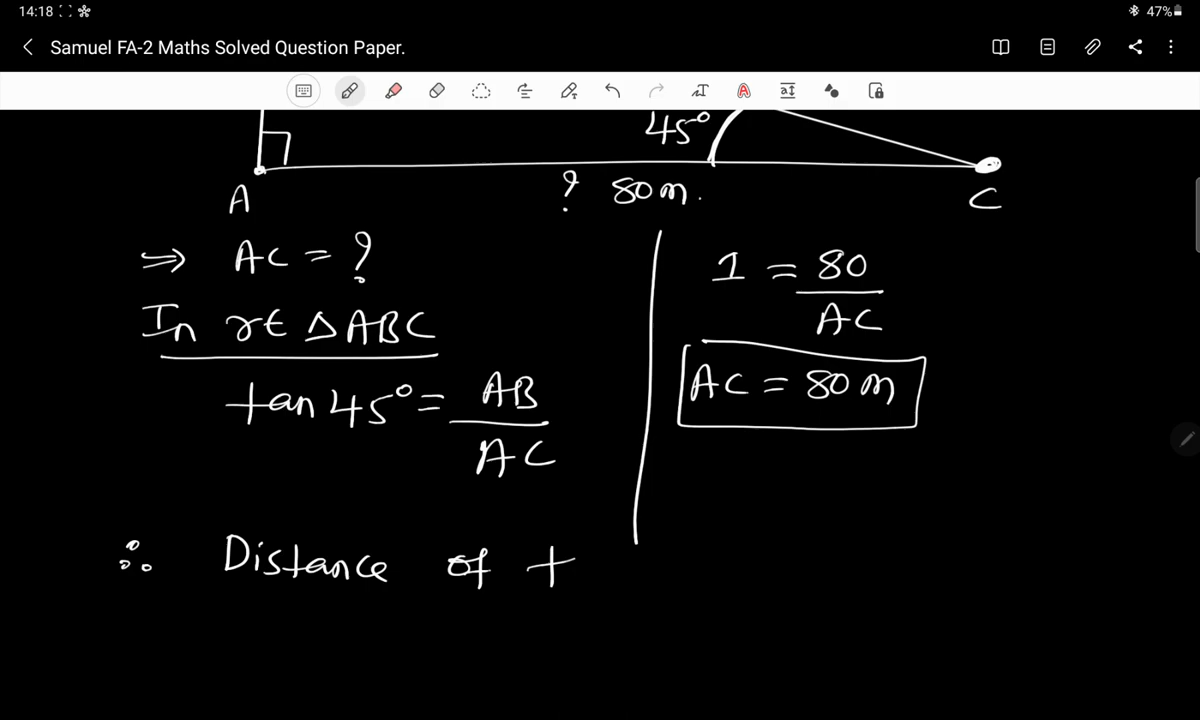 14:18 47%
Samuel FA-2 Maths Solved Question Paper.
45°
A ? 80 m. C
⇒ AC = ?
In rt △ABC
tan 45° = AB / AC
1 = 80 / AC
AC = 80 m
∴ Distance of t